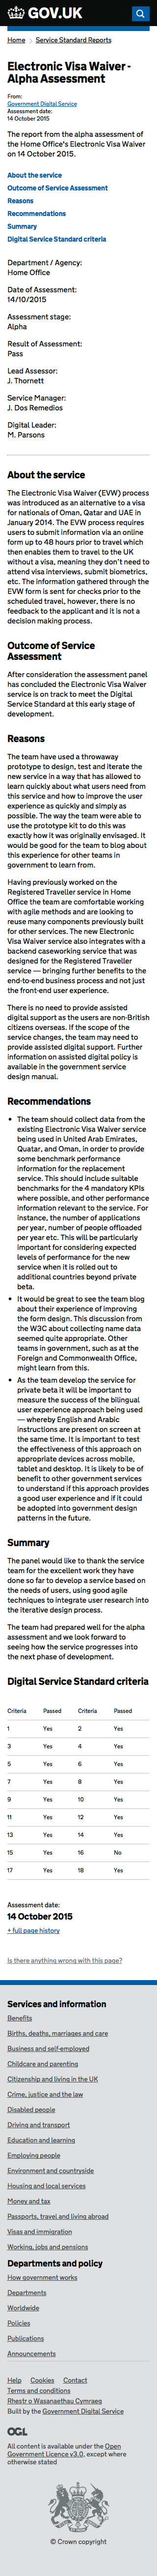 GOV.UK
Home > Service Standard Reports
Electronic Visa Waiver -
Alpha Assessment
From:
Government Digital Service
Assessment date:
14 October 2015
The report from the alpha assessment
of the Home Office's Electronic Visa Waiver
on 14 October 2015.
About the service
Outcome of Service Assessment
Reasons
Recommendations
Summary
Digital Service Standard criteria
Department / Agency:
Home Office
Date of Assessment:
14/10/2015
Assessment stage:
Alpha
Result of Assessment:
Pass
Lead Assessor:
J. Thornett
Service Manager:
J. Dos Remedios
Digital Leader:
M. Parsons
About the service
The Electronic Visa Waiver (EVW) process
was introduced as an alternative to a visa
for nationals of Oman, Qatar and UAE in
January 2014. The EVW process requires
users to submit information via an online
form up to 48 hours prior to travel which
then enables them to travel to the UK
without a visa, meaning they don't need to
attend visa interviews, submit biometrics,
etc. The information gathered through the
EVW form is sent for checks prior to the
scheduled travel, however, there is no
feedback to the applicant and it is not a
decision making process.
Outcome of Service
Assessment
After consideration the assessment panel
has concluded the Electronic Visa Waiver
service is on track to meet the Digital
Service Standard at this early stage of
development.
Reasons
The team have used a throwaway
prototype to design, test and iterate the
new service in a way that has allowed to
learn quickly about what users need from
this service and how to improve the user
experience as quickly and simply as
possible. The way the team were able to
use the prototype kit to do this was
exactly how it was originally envisaged. It
would be good for the team to blog about
this experience for other teams in
government to learn from.
Having previously worked on the
Registered Traveller service in Home
Office the team are comfortable working
with agile methods and are looking to
reuse many components previously built
for other services. The new Electronic
Visa Waiver service also integrates with a
backend caseworking service that was
designed for the Registered Traveller
service — bringing further benefits to the
end-to-end business process and not just
the front-end user experience.
There is no need to provide assisted
digital support as the users are non-British
citizens overseas. If the scope of the
service changes, the team may need to
provide assisted digital support. Further
information on assisted digital policy is
available in the government service
design manual.
Recommendations
• The team should collect data from the
existing Electronic Visa Waiver service
being used in United Arab Emirates,
Quatar, and Oman, in order to provide
some benchmark performance
information for the replacement
service. This should include suitable
benchmarks for the 4 mandatory KPIs
where possible, and other performance
information relevant to the service. For
instance, the number of applications
per year, number of people offloaded
per year etc. This will be particularly
important for considering expected
levels of performance for the new
service when it is rolled out to
additional countries beyond private
beta.
• It would be great to see the team blog
about their experience of improving
the form design. This discussion from
the W3C about collecting name data
seemed quite appropriate. Other
teams in government, such as at the
Foreign and Commonwealth Office,
might learn from this.
• As the team develop the service for
private beta it will be important to
measure the success of the bilingual
user experience approach being used
— whereby English and Arabic
instructions are present on screen at
the same time. It is important to test
the effectiveness of this approach on
smaller displays across mobile,
tablet and desktop. It is likely to be of
benefit to other government services
to understand if this approach provides
a good user experience and if it could
be adopted into government patterns
in the future.
Summary
The panel would like to thank the service
team for the excellent work they have
done so far to develop a service based on
the needs of users, using good agile
techniques to integrate user research into
the iterative design process.
The team had prepared well for the alpha
assessment and we look forward to
seeing how the service progresses into
the next phase of development.
Digital Service Standard criteria
Criteria Passed Criteria Passed
1 Yes 2 Yes
3 Yes 4 Yes
5 Yes 6 Yes
7 Yes 8 Yes
9 Yes 10 Yes
11 Yes 12 Yes
13 Yes 14 Yes
15 Yes 16 No
17 Yes 18 Yes
Assessment date:
14 October 2015
+ full page history
Is there anything wrong with this page?
Services and information
Benefits
Births, deaths, marriages and care
Business and self-employed
Childcare and parenting
Citizenship and living in the UK
Crime, justice and the law
Disabled people
Driving and transport
Education and learning
Employing people
Environment and countryside
Housing and local services
Money and tax
Passports, travel and living abroad
Visas and immigration
Working, jobs and pensions
Departments and policy
How government works
Departments
Worldwide
Policies
Publications
Announcements
Help Cookies Contact
Terms and conditions
Rhestr o Wasanaethau Cymraeg
Built by the Government Digital Service
OGL
All content is available under the Open
Government Licence v3.0, except where
otherwise stated
© Crown copyright